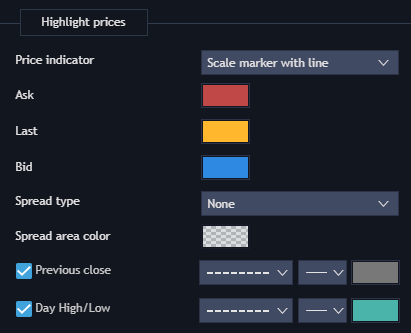 Highlight prices
Price indicator Scale marker with line
Ask
Last
Bid
Spread type None
Spread area color
Previous close
Day High/Low